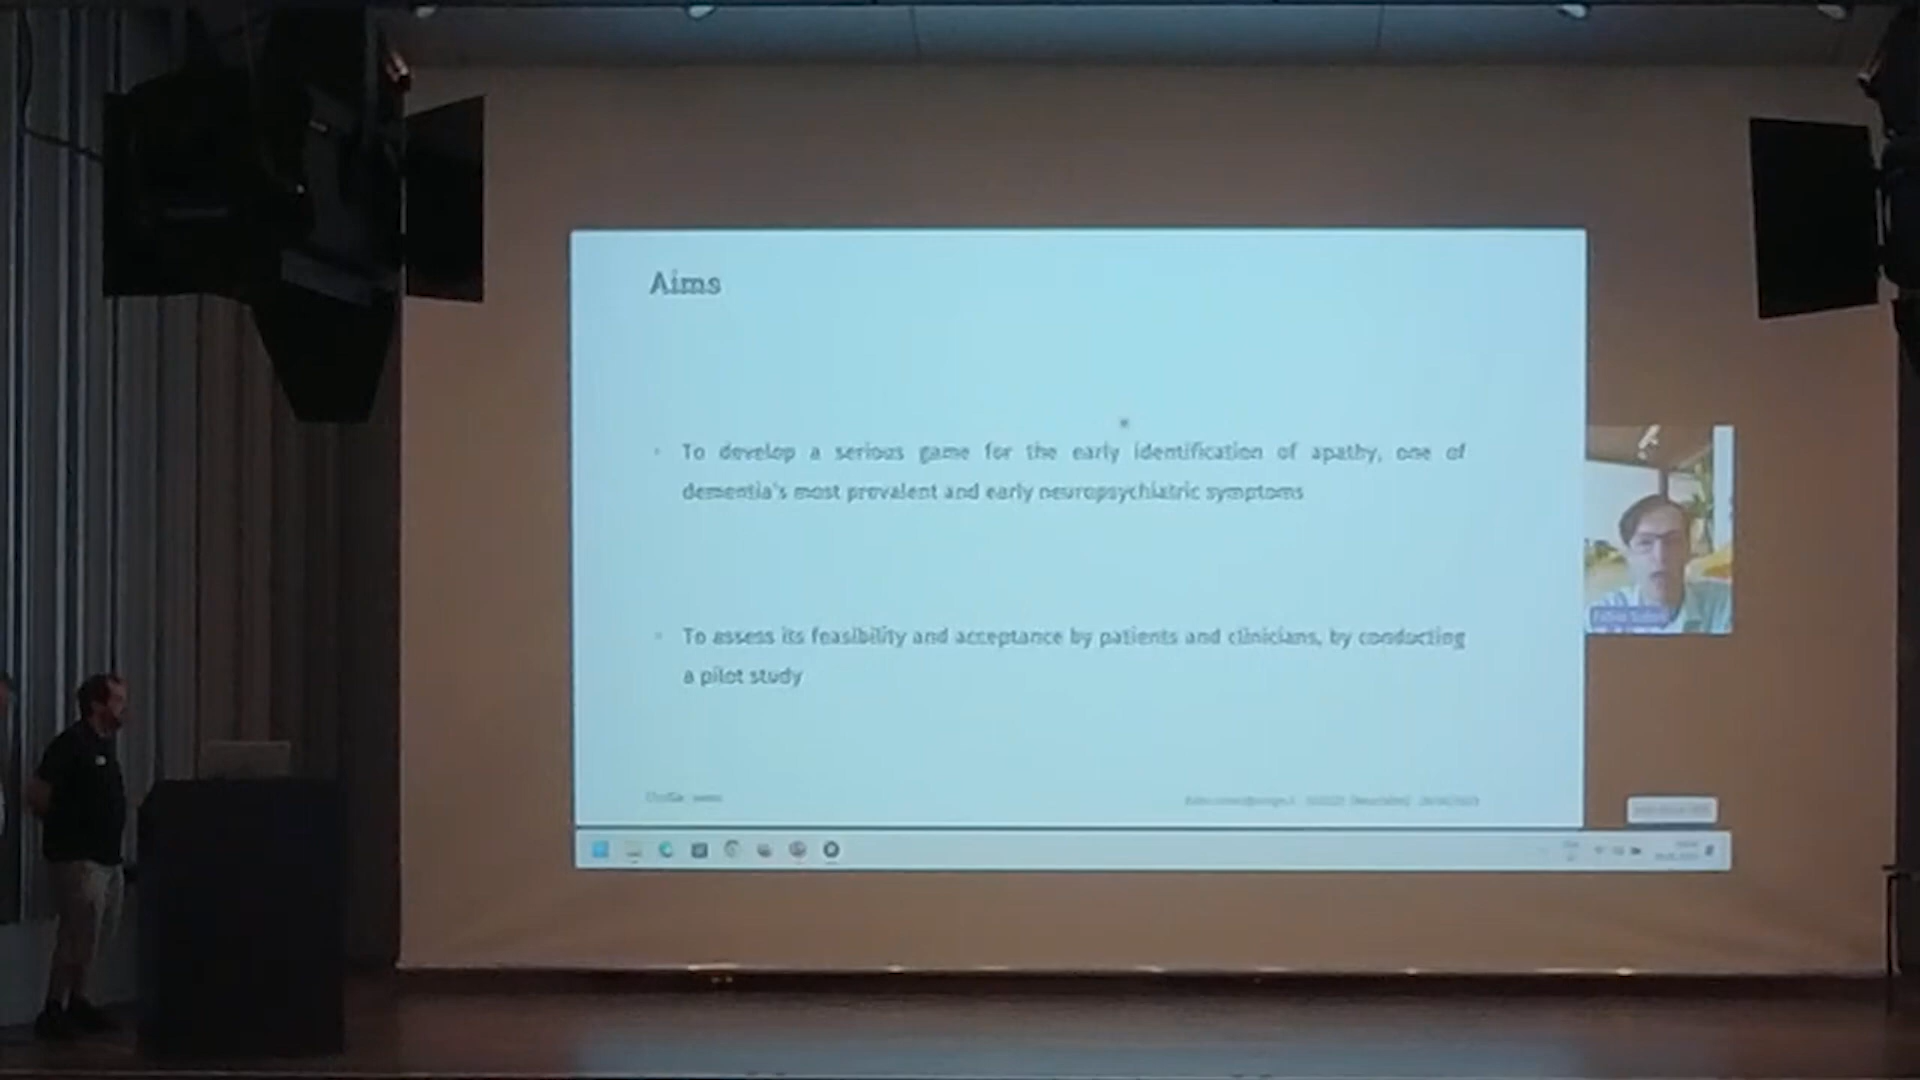 Aims
To develop a serious game for the early identification of apathy, one of
dementia's most prevalent and early neuropsychiatric symptoms
To assess its feasibility and acceptance by patients and clinicians, by conducting
a pilot study